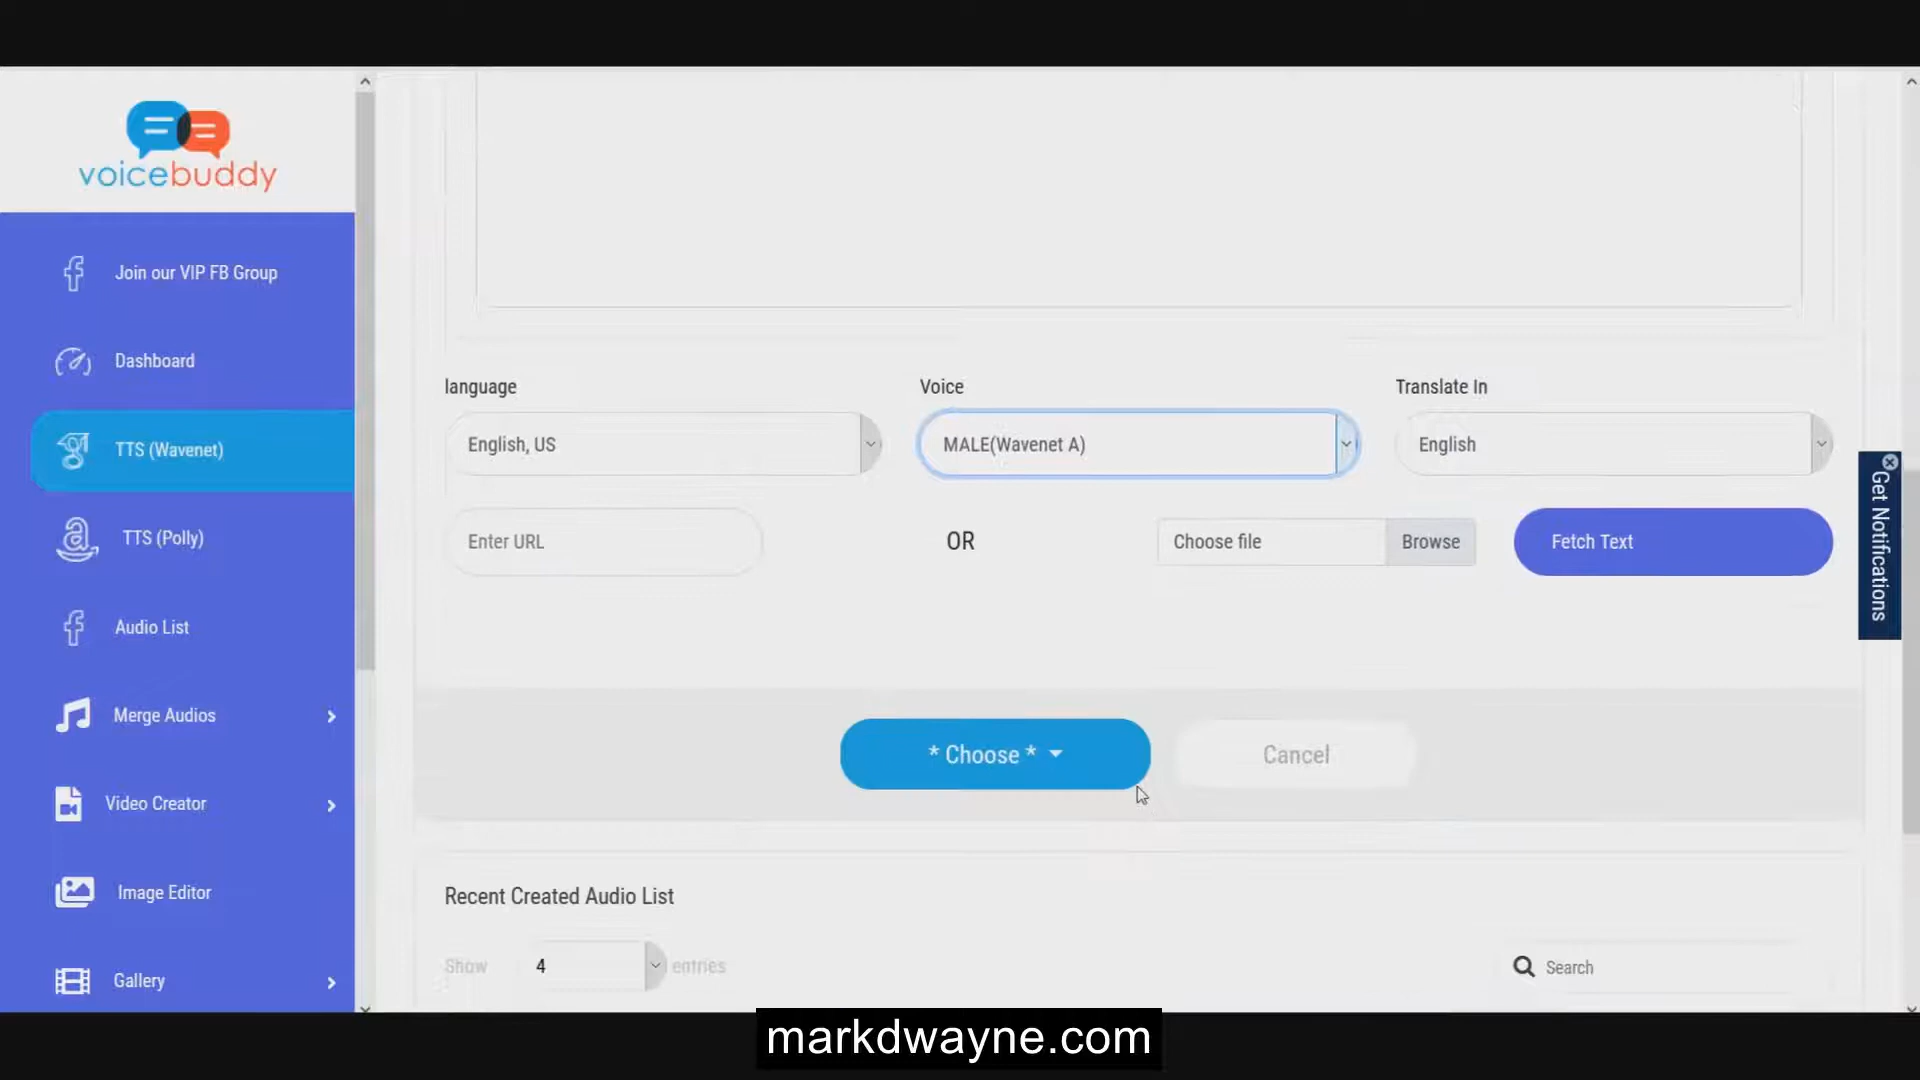 voicebuddy
Join our VIP FB Group
Dashboard
TTS (Wavenet)
TTS (Polly)
Audio List
Merge Audios
Video Creator
Image Editor
Gallery
language
Voice
Translate In
English, US
MALE(Wavenet A)
English
Enter URL
OR
Choose file
Browse
Fetch Text
Get Notifications
* Choose *
Cancel
Recent Created Audio List
Show
4
entries
Search
markdwayne.com